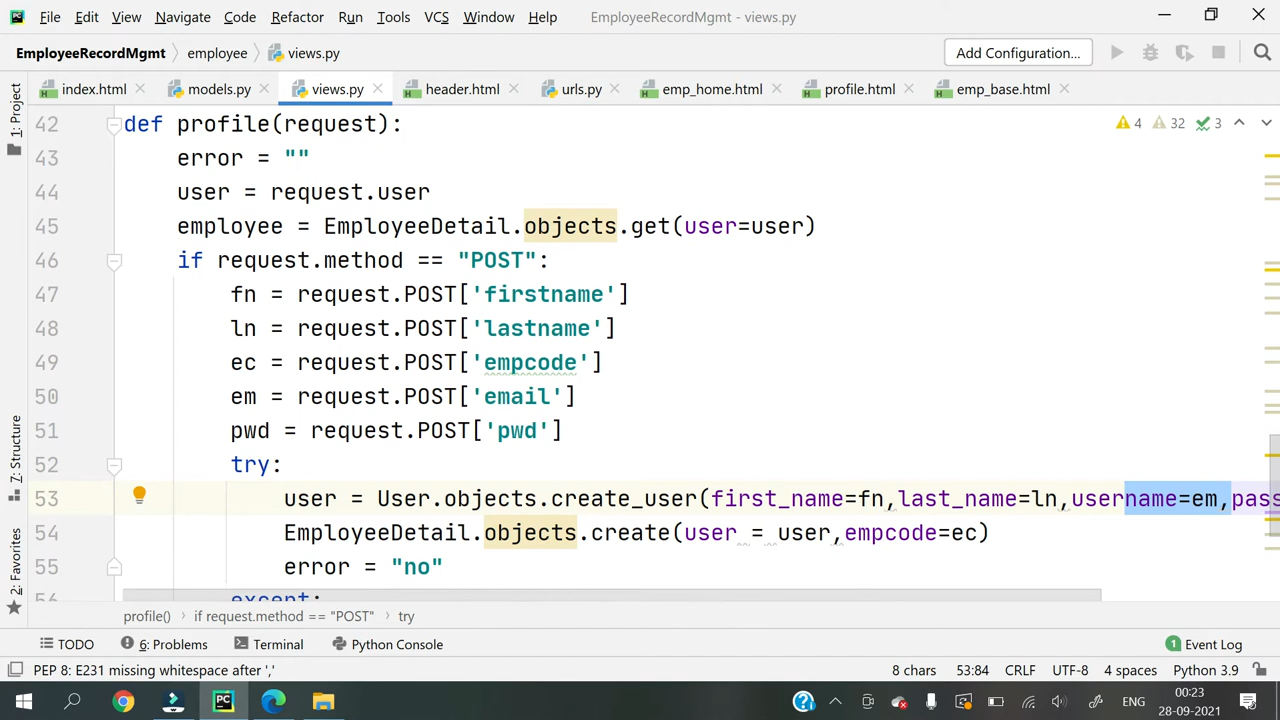 File Edit View Navigate Code Refactor Run Tools VCS Window Help EmployeeRecordMgmt - views.py
EmployeeRecordMgmt employee views.py Add Configuration...
index.html models.py views.py header.html urls.py emp_home.html profile.html emp_base.html
1: Project
7: Structure
2: Favorites
4 32 3
42 def profile(request):
43 error = ""
44 user = request.user
45 employee = EmployeeDetail.objects.get(user=user)
46 if request.method == "POST":
47 fn = request.POST['firstname']
48 ln = request.POST['lastname']
49 ec = request.POST['empcode']
50 em = request.POST['email']
51 pwd = request.POST['pwd']
52 try:
53 user = User.objects.create_user(first_name=fn,last_name=ln,username=em,pass
54 EmployeeDetail.objects.create(user = user,empcode=ec)
55 error = "no"
56 except:
profile() if request.method == "POST" try
TODO 6: Problems Terminal Python Console 1 Event Log
PEP 8: E231 missing whitespace after ',' 8 chars 53:84 CRLF UTF-8 4 spaces Python 3.9
ENG 00:23
28-09-2021